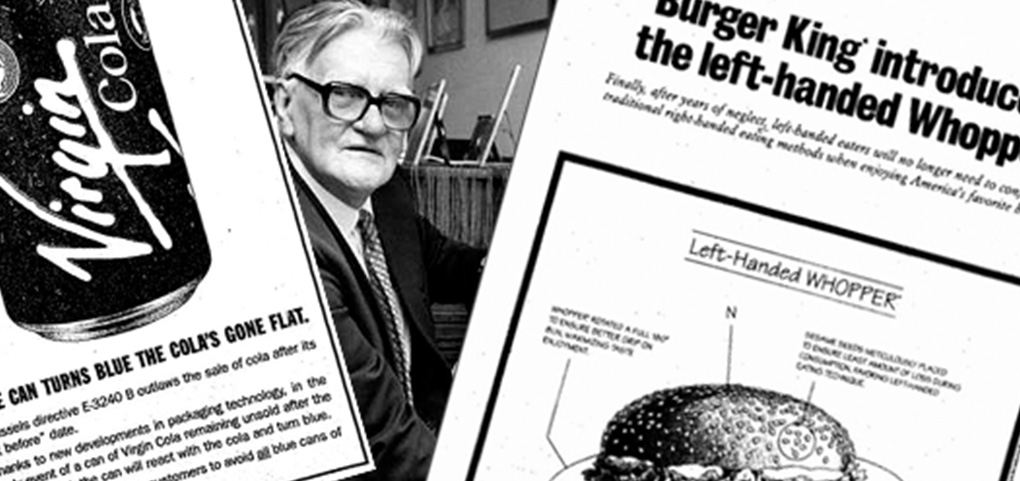 Virgin
Cola
E CAN TURNS BLUE THE COLA'S GONE FLAT.
ssels directive E-3240 B outlaws the sale of cola after its
before" date.
hanks to new developments in packaging technology, in the
event of a can of Virgin Cola remaining unsold after the
the can will react with the cola and turn blue.
customers to avoid all blue cans of
Burger King introduc
the left-handed Whopp
Finally, after years of neglect, left-handed eaters will no longer need to con
traditional right-handed eating methods when enjoying America's favorite b
Left-Handed WHOPPER
N
WHOPPER ROTATED A FULL 180°
TO ENSURE BETTER GRIP ON
BUN, MAXIMIZING TASTE
ENJOYMENT.
SESAME SEEDS METICULOUSLY PLACED
TO ENSURE LEAST AMOUNT OF LOSS DURING
CONSUMPTION, FAVORING LEFT-HANDED
EATING TECHNIQUE.